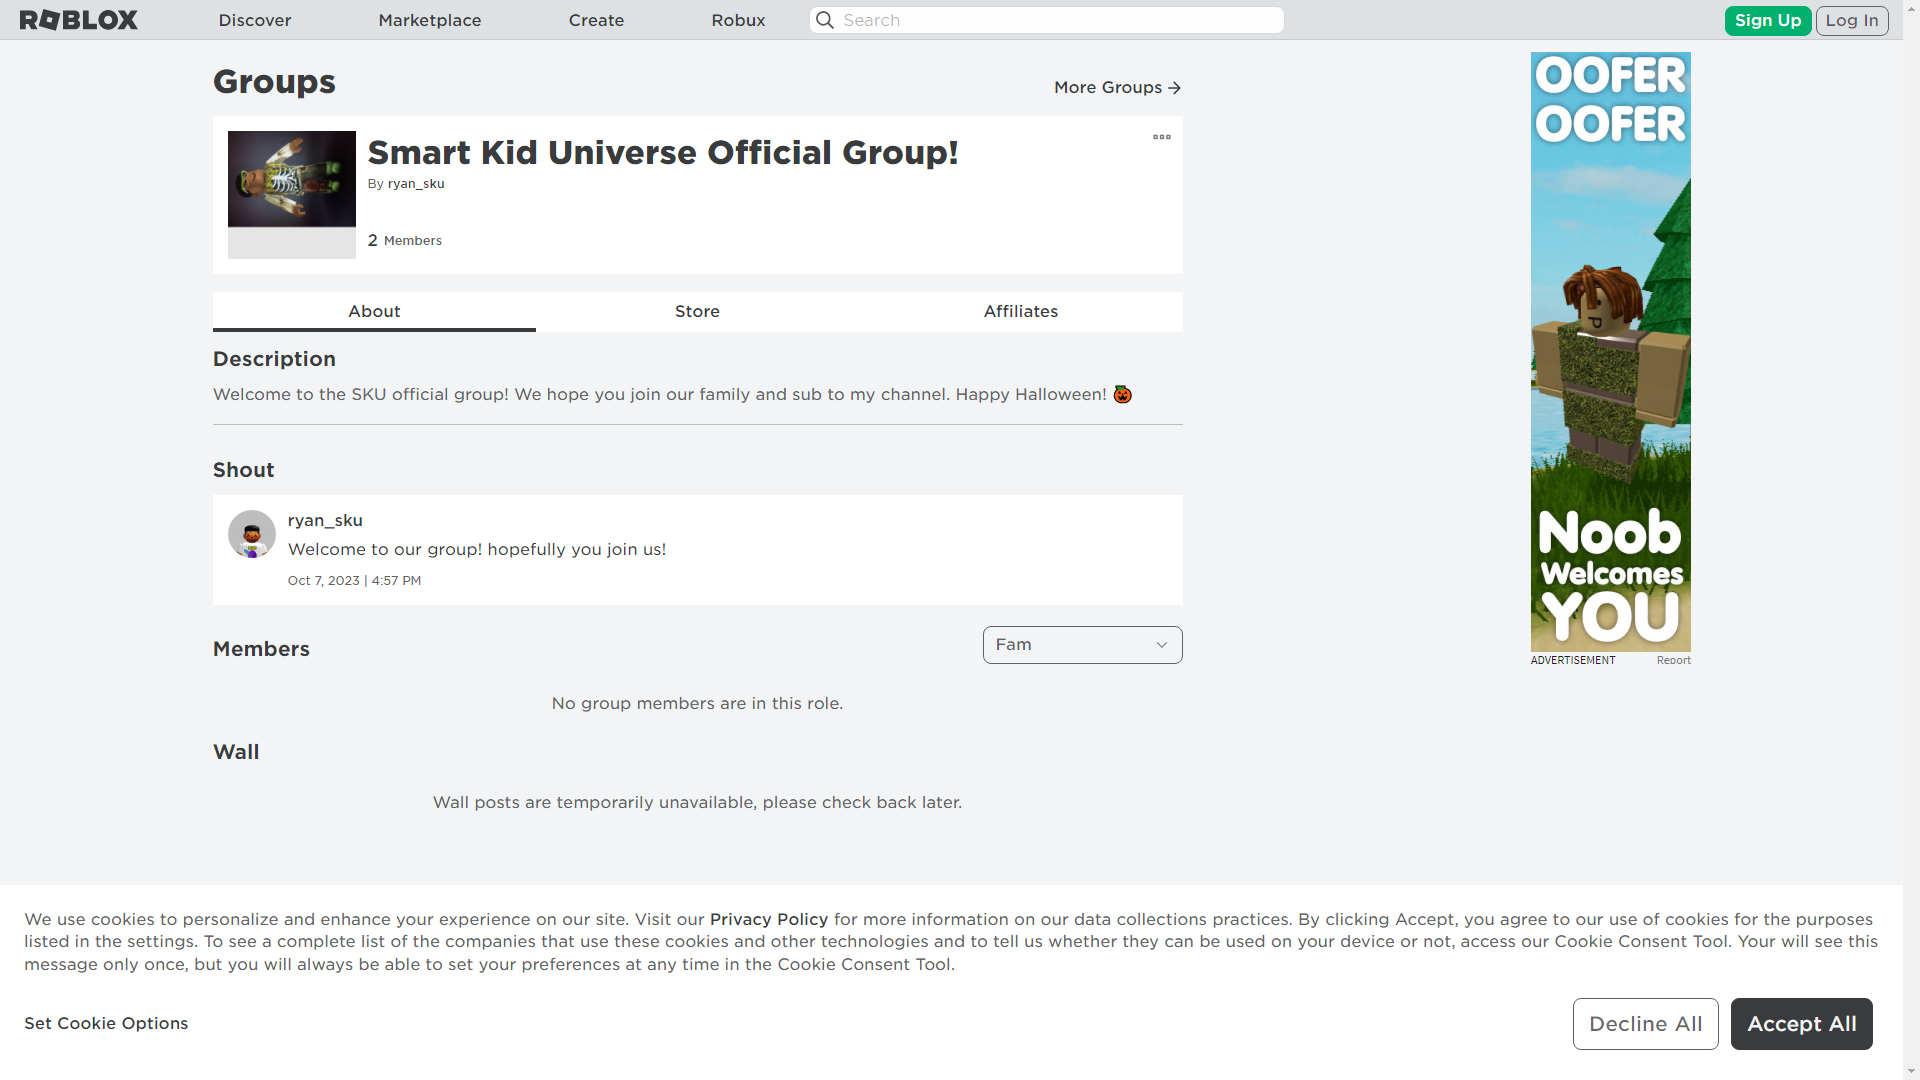 ROBLOX
Discover
Marketplace
Create
Robux
Search
Sign Up
Log In
Groups
More Groups
Smart Kid Universe Official Group!
By ryan_sku
2 Members
About
Store
Affiliates
Description
Welcome to the SKU official group! We hope you join our family and sub to my channel. Happy Halloween! 🎃
Shout
ryan_sku
Welcome to our group! hopefully you join us!
Oct 7, 2023 | 4:57 PM
Members
Fam
No group members are in this role.
Wall
Wall posts are temporarily unavailable, please check back later.
OOFER
OOFER
Noob
Welcomes
YOU
ADVERTISEMENT
Report
We use cookies to personalize and enhance your experience on our site. Visit our Privacy Policy for more information on our data collections practices. By clicking Accept, you agree to our use of cookies for the purposes
listed in the settings. To see a complete list of the companies that use these cookies and other technologies and to tell us whether they can be used on your device or not, access our Cookie Consent Tool. Your will see this
message only once, but you will always be able to set your preferences at any time in the Cookie Consent Tool.
Set Cookie Options
Decline All
Accept All